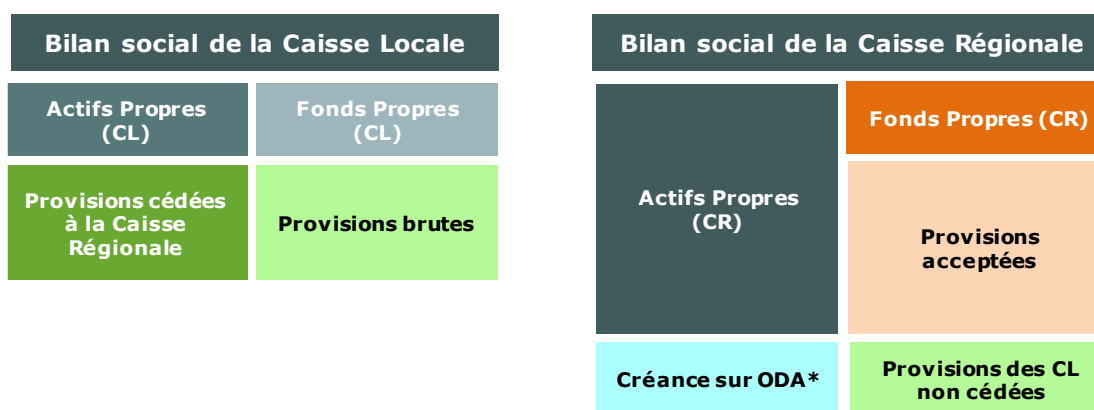 Bilan social de la Caisse Locale
Actifs Propres
(CL)
Fonds Propres
(CL)
Provisions cédées
à la Caisse
Régionale
Provisions brutes
Bilan social de la Caisse Régionale
Actifs Propres
(CR)
Fonds Propres (CR)
Provisions
acceptées
Créance sur ODA*
Provisions des CL
non cédées